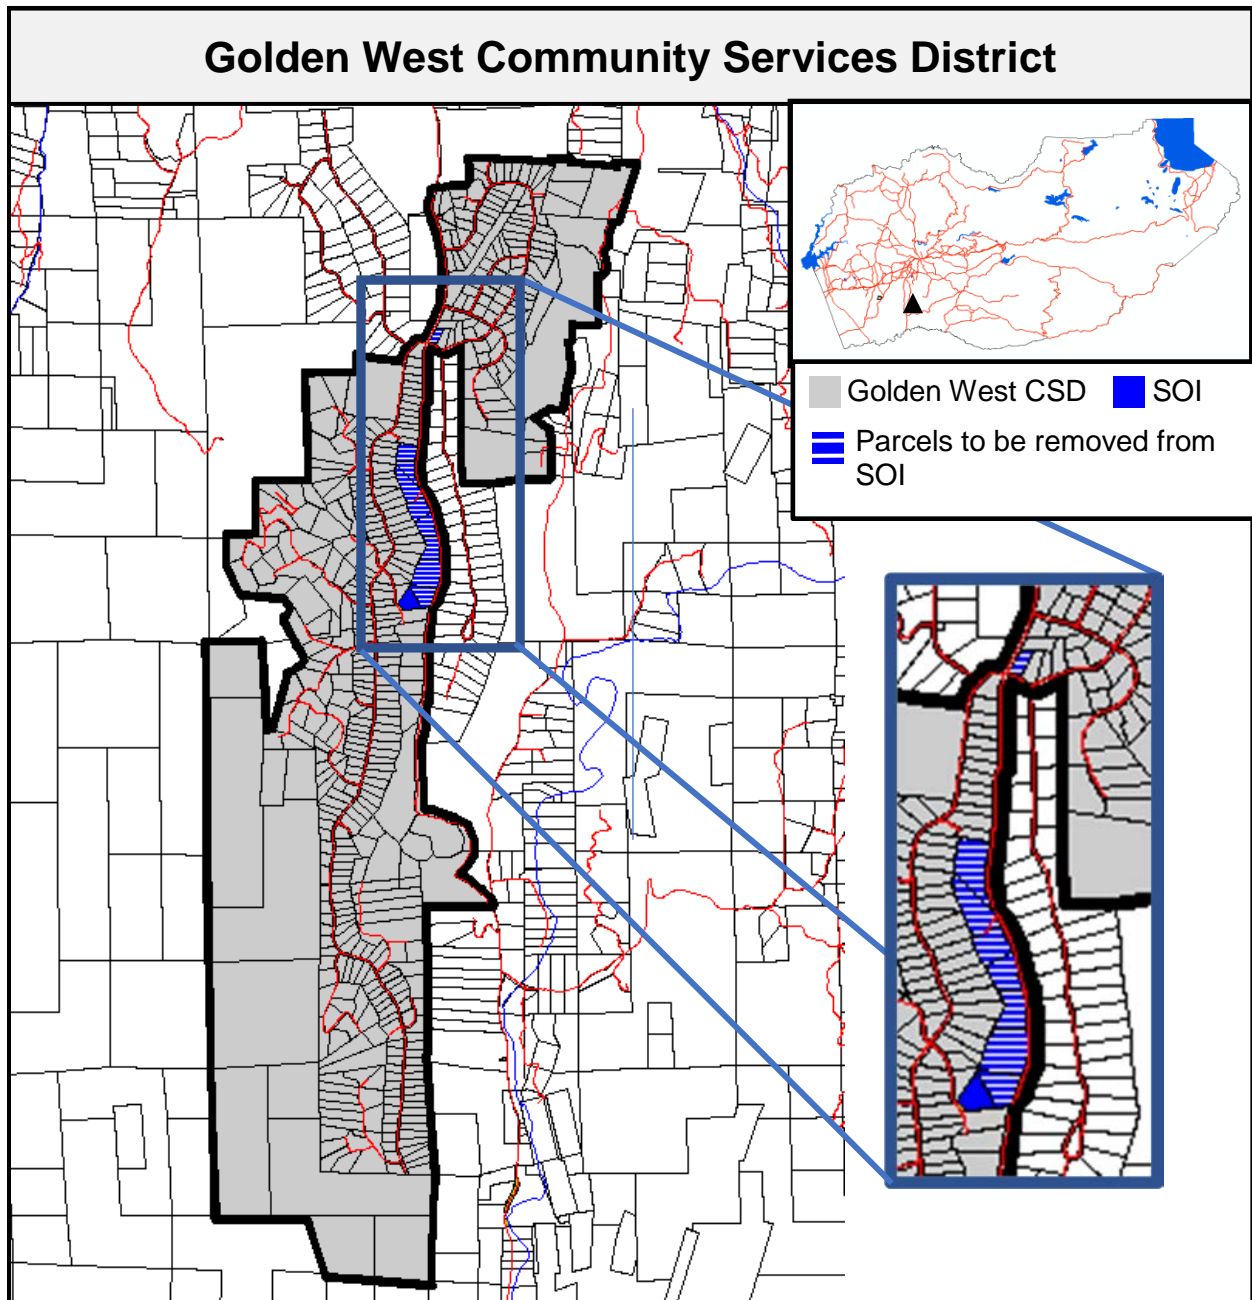 Golden West Community Services District
Golden West CSD
SOI
Parcels to be removed from
SOI